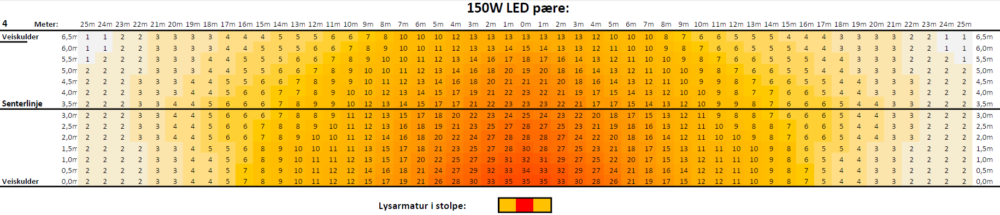 150W LED pære:
4 Meter: 25m 24m 23m 22m 21m 20m 19m 18m 17m 16m 15m 14m 13m 12m 11m 10m 9m 8m 7m 6m 5m 4m 3m 2m 1m 0m 1m 2m 3m 4m 5m 6m 7m 8m 9m 10m 11m 12m 13m 14m 15m 16m 17m 18m 19m 20m 21m 22m 23m 24m 25m
Veiskulder 6,5m 1 1 2 2 3 3 3 3 4 4 4 5 5 5 6 6 7 8 10 10 10 12 13 13 13 13 13 13 13 12 10 10 10 8 7 6 6 5 5 5 4 4 4 3 3 3 3 2 2 1 1 6,5m
6,0m 1 1 2 2 3 3 3 3 4 4 5 5 5 6 6 7 8 9 10 10 11 12 13 13 14 15 14 13 13 12 11 10 10 9 8 7 6 6 5 5 5 4 4 3 3 3 3 2 2 1 1 6,0m
5,5m 1 2 2 2 3 3 3 4 4 5 5 5 6 6 7 8 9 10 10 11 12 13 14 16 17 18 17 16 14 13 12 11 10 10 9 8 7 6 6 5 5 5 4 4 3 3 3 2 2 2 1 5,5m
5,0m 2 2 2 2 3 3 3 4 4 5 5 6 6 7 8 9 10 10 11 12 13 14 16 18 20 19 20 18 16 14 13 12 11 10 10 9 8 7 6 6 5 5 4 4 3 3 3 2 2 2 2 5,0m
4,5m 2 2 2 2 3 3 4 4 5 5 6 6 7 8 9 9 10 11 12 13 14 16 18 20 21 21 21 20 18 16 14 13 12 11 10 9 9 8 7 6 6 5 5 4 4 3 3 2 2 2 2 4,5m
4,0m 2 2 2 3 3 3 4 4 5 6 6 7 7 8 9 10 10 12 13 14 15 17 19 21 22 23 22 21 19 17 15 14 13 12 10 10 9 8 7 7 6 6 5 4 4 3 3 3 2 2 2 4,0m
Senterlinje 3,5m 2 2 2 3 3 4 4 5 6 6 6 7 8 9 9 10 12 13 14 15 17 17 21 22 23 23 23 22 21 17 17 15 14 13 12 10 9 9 8 7 6 6 6 5 4 4 3 3 2 2 2 3,5m
3,0m 2 2 2 3 3 4 4 5 6 6 6 7 8 8 9 11 12 13 15 17 18 20 22 23 24 25 24 23 22 20 18 17 15 13 12 11 9 8 8 7 6 6 6 5 4 4 3 3 2 2 2 3,0m
2,5m 2 2 2 3 3 4 4 5 6 6 7 8 8 9 10 11 12 13 16 18 19 21 23 25 27 28 27 25 23 21 19 18 16 13 12 11 10 9 8 8 7 6 6 5 4 4 3 3 2 2 2 2,5m
2,0m 2 2 2 3 3 4 4 5 6 6 7 8 9 10 10 11 12 14 16 18 20 22 24 27 28 28 28 27 24 22 20 18 16 14 12 11 10 10 9 8 7 6 6 5 4 4 3 3 2 2 2 2,0m
1,5m 2 2 2 2 3 3 4 5 5 6 8 9 10 10 11 11 13 15 17 18 21 23 25 27 28 30 28 27 25 23 21 18 17 15 13 11 11 10 10 9 8 6 5 5 4 3 3 2 2 2 2 1,5m
1,0m 2 2 2 2 3 3 4 4 5 6 8 9 10 11 11 12 13 15 17 20 22 25 27 29 31 32 31 29 27 25 22 20 17 15 13 12 11 11 10 9 8 6 5 4 4 3 3 2 2 2 2 1,0m
0,5m 2 2 2 2 3 3 4 4 5 7 8 9 10 11 12 12 14 16 18 21 24 27 29 32 33 34 33 32 29 27 24 21 18 16 14 12 12 11 10 9 8 7 5 4 4 3 3 2 2 2 2 0,5m
Veiskulder 0,0m 2 2 2 2 3 3 4 4 5 7 8 9 10 11 12 12 15 17 19 21 26 28 30 33 35 35 35 33 30 28 26 21 19 17 15 12 12 11 10 9 8 7 5 4 4 3 3 2 2 2 2 0,0m
Lysarmatur i stolpe: